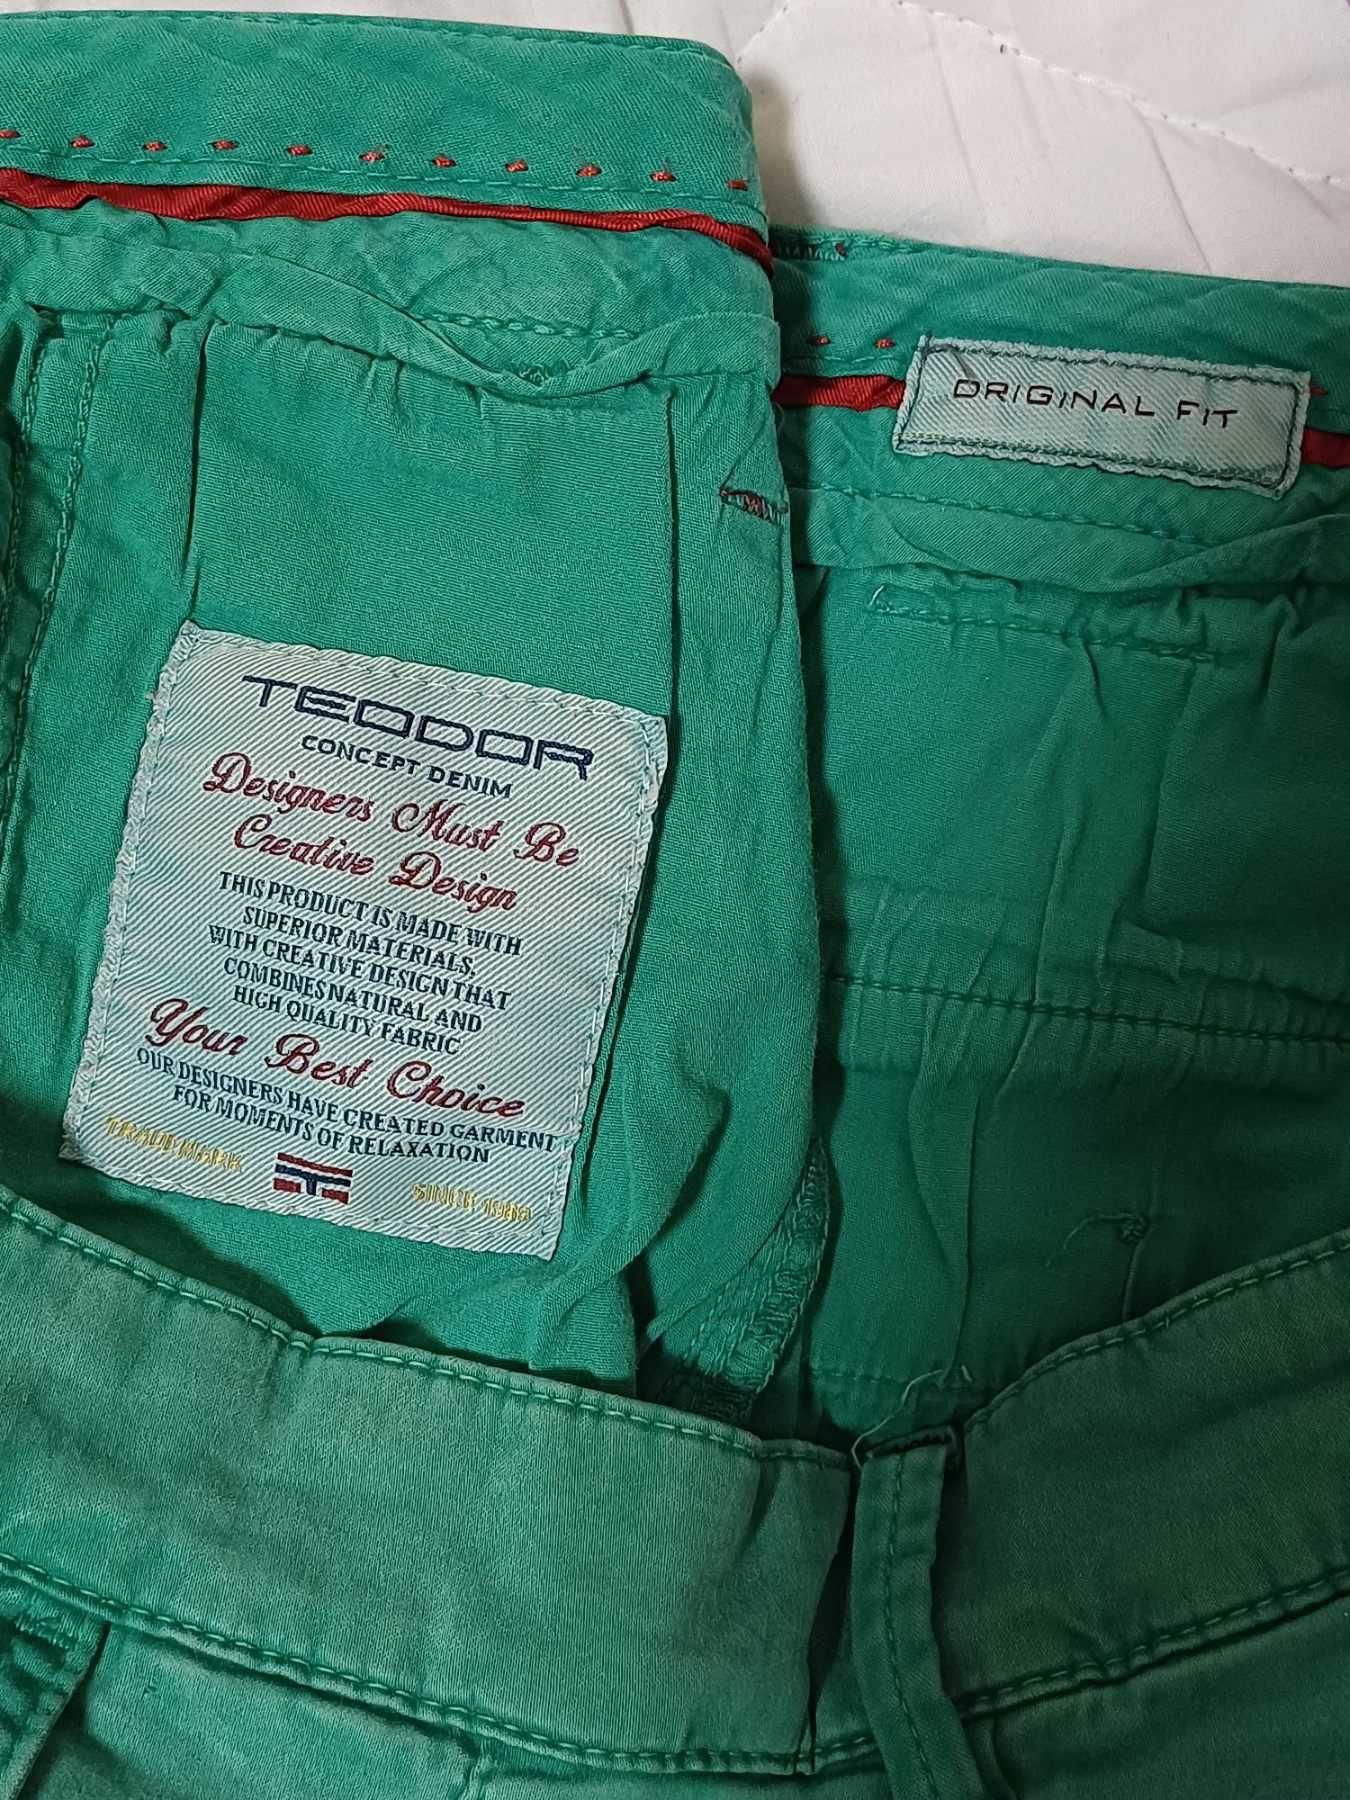 ORIGINAL FIT
TEODOR
CONCEPT DENIM
Designers Must Be
Creative Design
THIS PRODUCT IS MADE WITH
SUPERIOR MATERIALS.
WITH CREATIVE DESIGN THAT
COMBINES NATURAL AND
HIGH QUALITY FABRIC
Your Best Choice
OUR DESIGNERS HAVE CREATED GARMENT
FOR MOMENTS OF RELAXATION
TRADE MARK
SINCE